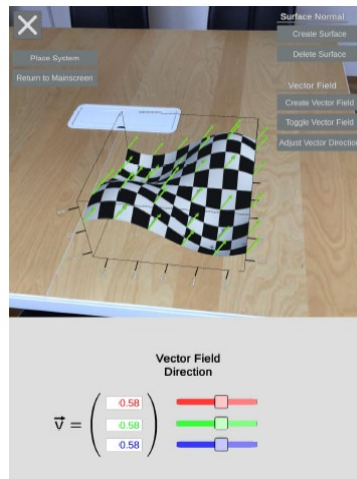 Surface Normal
Create Surface
Delete Surface
Place System
Return to Mainscreen
Vector Field
Create Vector Field
Toggle Vector Field
Adjust Vector Direction
Vector Field
Direction
v⃗ =
0.58
0.58
0.58